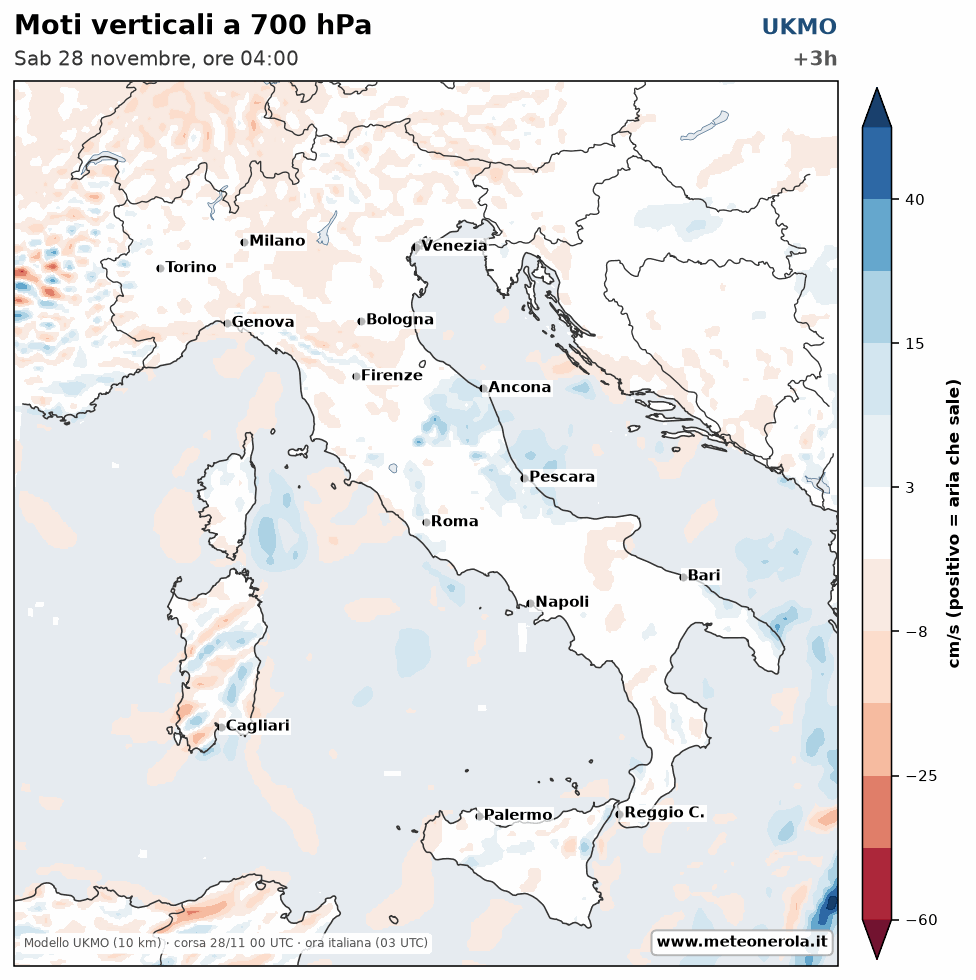 Moti verticali a 700 hPa
UKMO
Sab 28 novembre, ore 04:00
+3h
Milano
Venezia
Torino
Genova
Bologna
Firenze
Ancona
Pescara
Roma
Bari
Napoli
Cagliari
Palermo
Reggio C.
40
15
3
−8
−25
−60
cm/s (positivo = aria che sale)
Modello UKMO (10 km) · corsa 28/11 00 UTC · ora italiana (03 UTC)
www.meteonerola.it